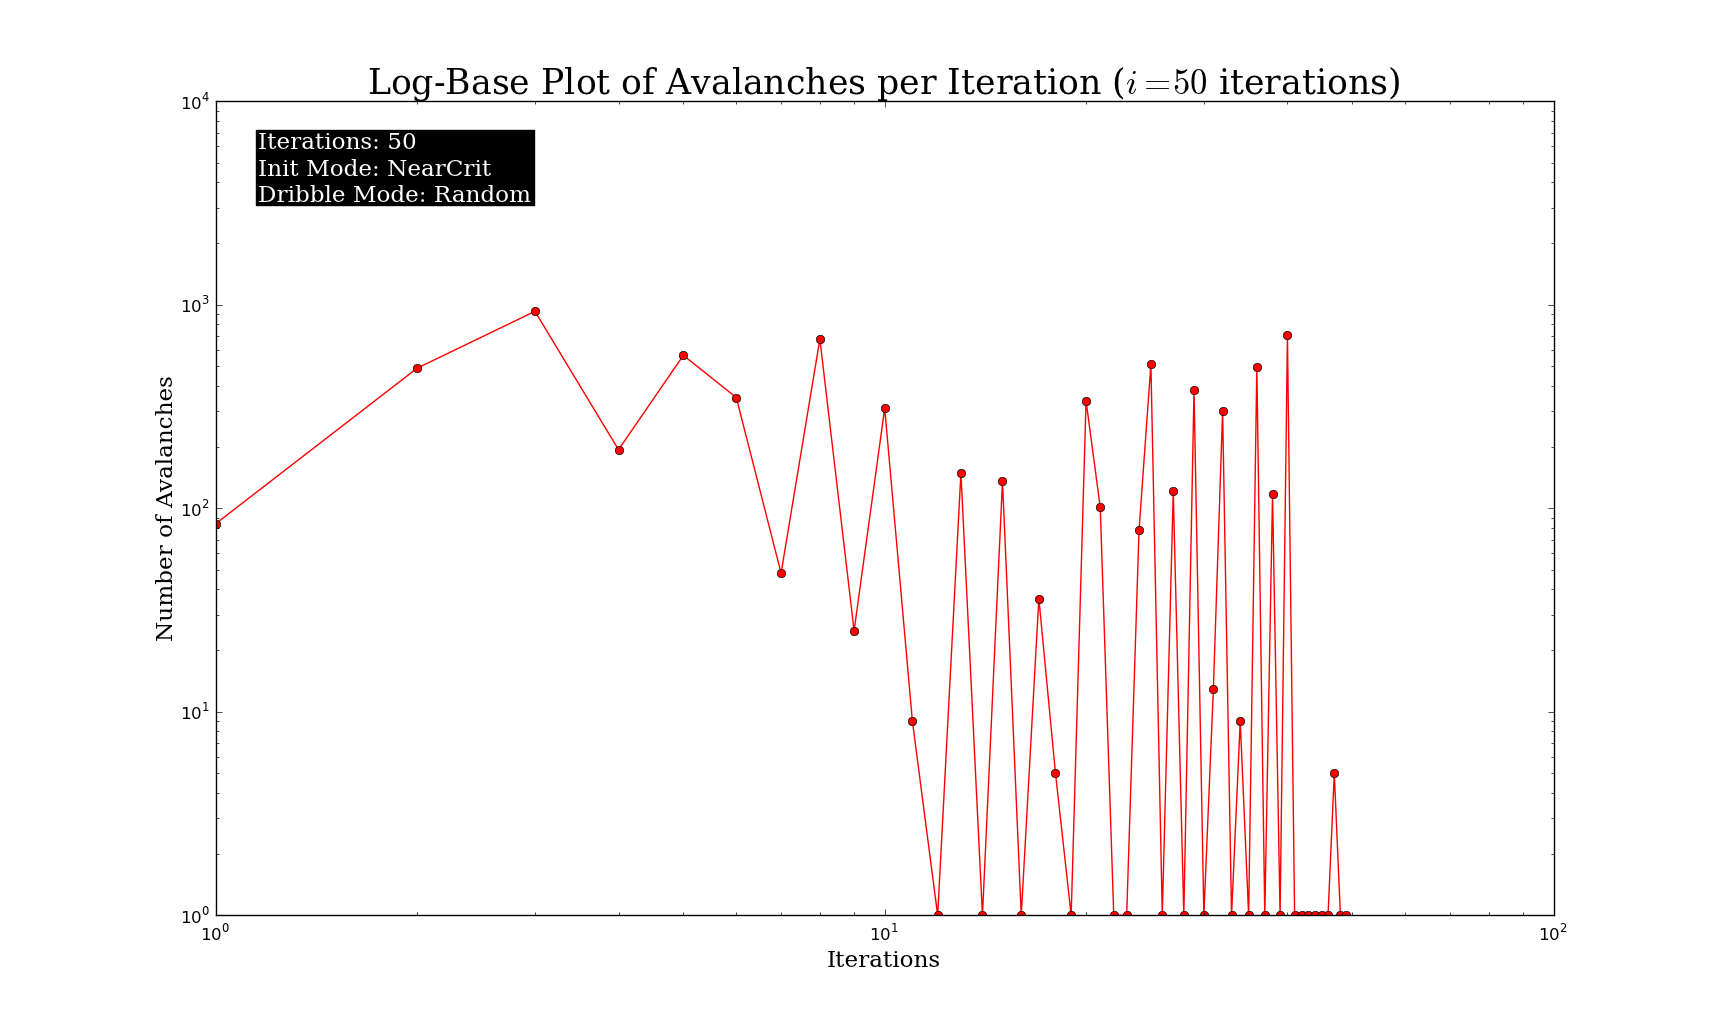 Log-Base Plot of Avalanches per Iteration (i=50 iterations)
10^4
Iterations: 50
Init Mode: NearCrit
Dribble Mode: Random
10^3
Number of Avalanches
10^2
10^1
10^0
10^0 10^1 10^2
Iterations